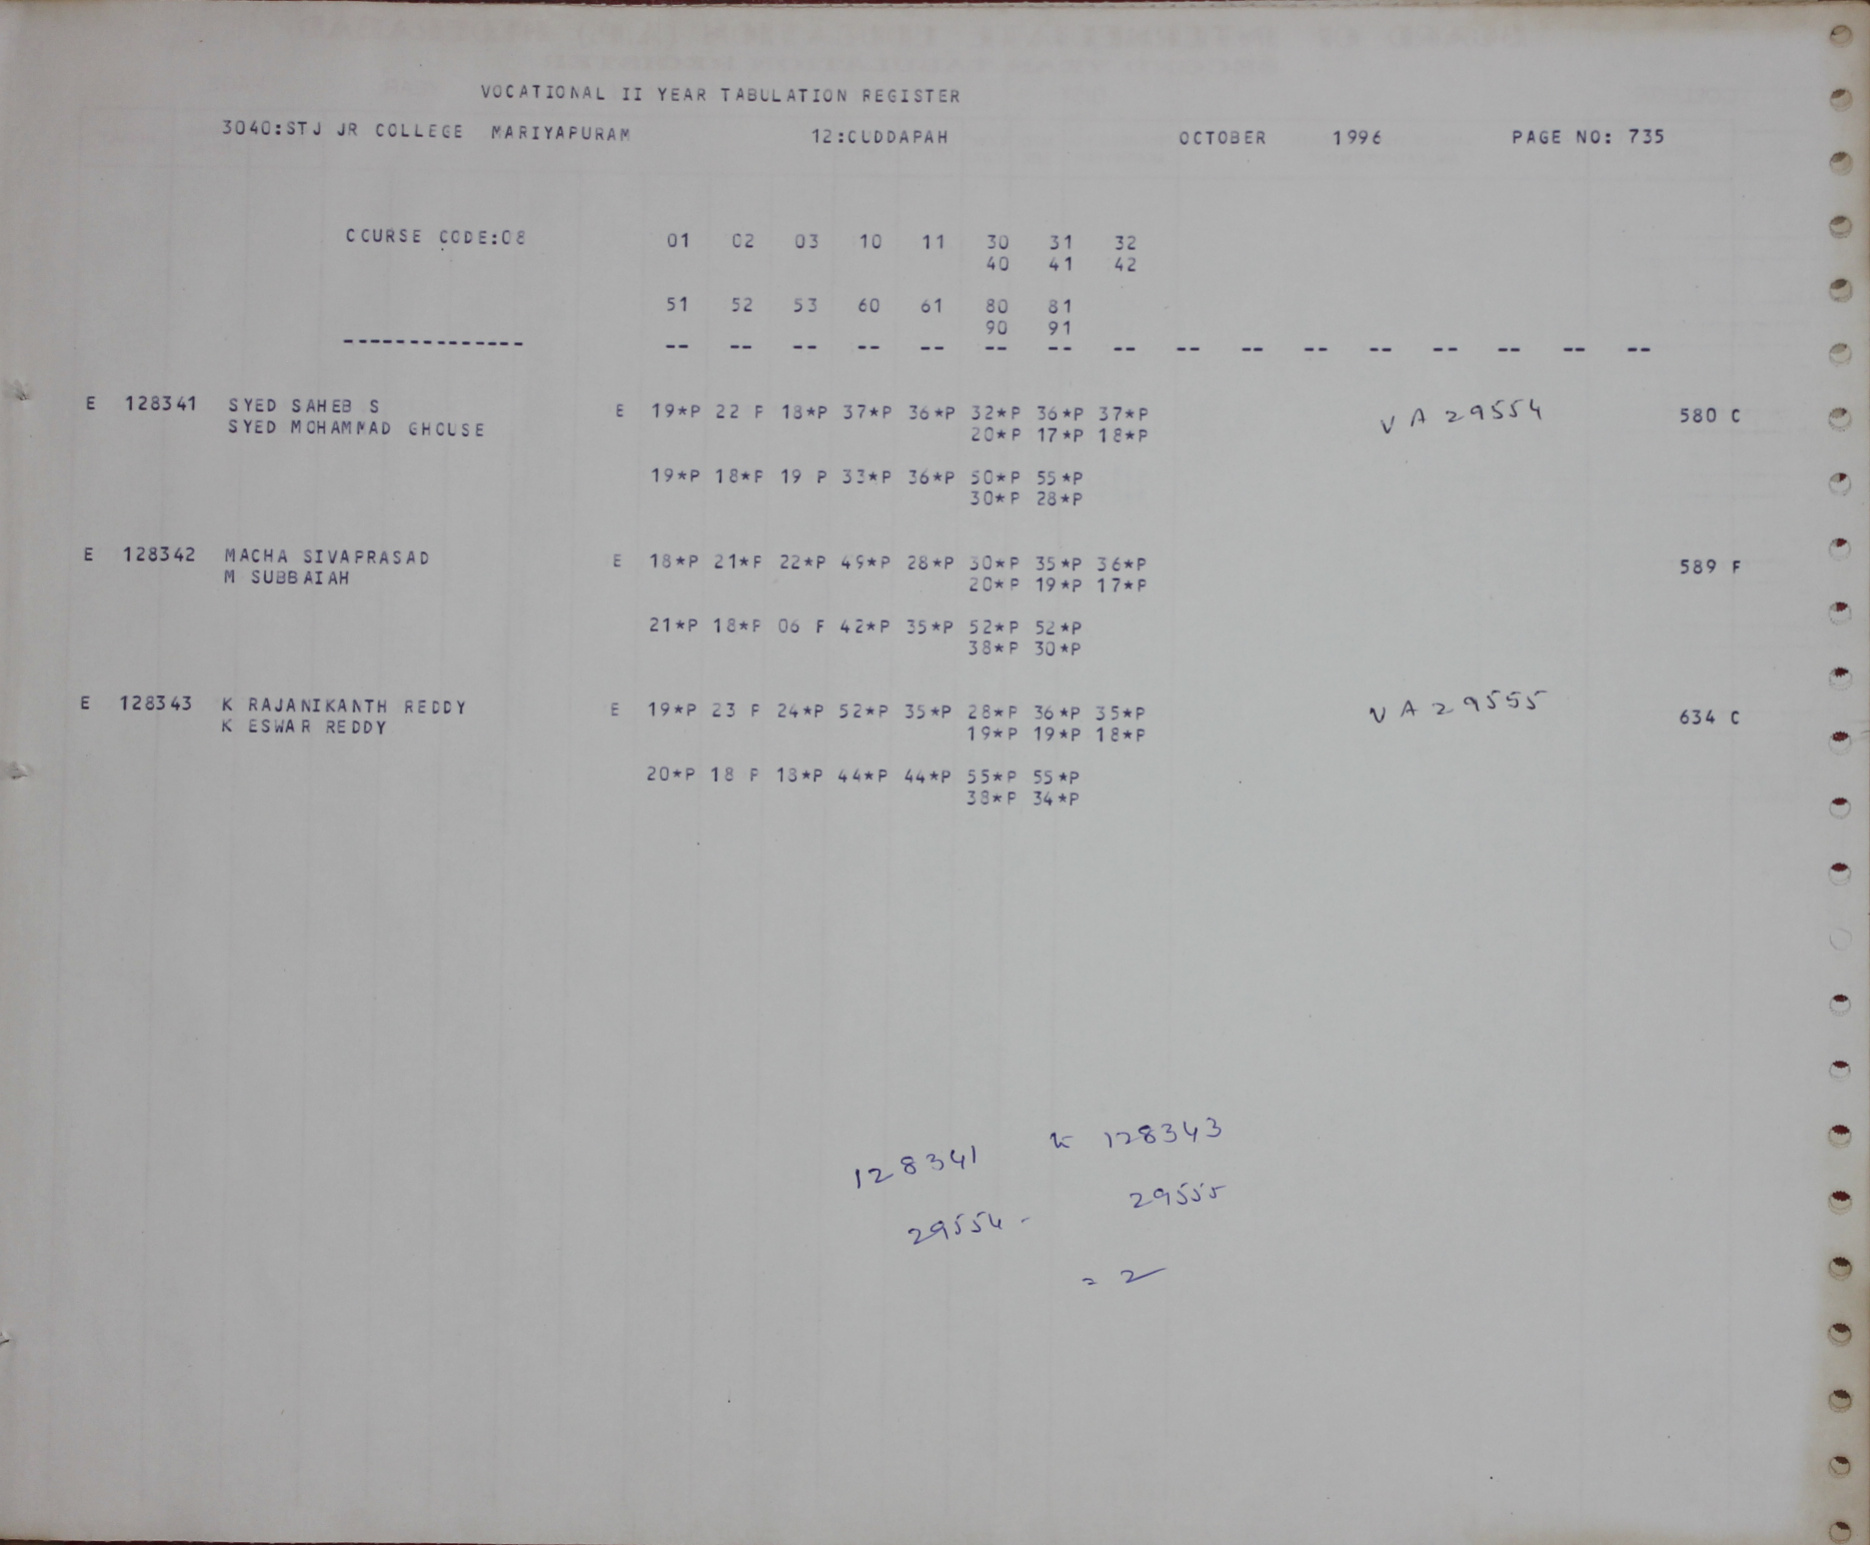 VOCATIONAL II YEAR TABULATION REGISTER
3040:STJ JR COLLEGE MARIYAPURAM 12:CUDDAPAH OCTOBER 1996 PAGE NO: 735
COURSE CODE:08 01 02 03 10 11 30 31 32
40 41 42
51 52 53 60 61 80 81
90 91
-------------- -- -- -- -- -- -- -- -- -- -- -- -- -- -- -- --
E 128341 SYED SAHEB S E 19*P 22 P 18*P 37*P 36*P 32*P 36*P 37*P VA29554 580 C
SYED MOHAMMAD GHOUSE 20*P 17*P 18*P
19*P 18*P 19 P 33*P 36*P 50*P 55*P
30*P 28*P
E 128342 MACHA SIVAPRASAD E 18*P 21*P 22*P 49*P 28*P 30*P 35*P 36*P 589 F
M SUBBAIAH 20*P 19*P 17*P
21*P 18*P 06 F 42*P 35*P 52*P 52*P
38*P 30*P
E 128343 K RAJANIKANTH REDDY E 19*P 23 P 24*P 52*P 35*P 28*P 36*P 35*P VA29555 634 C
K ESWAR REDDY 19*P 19*P 18*P
20*P 18 P 18*P 44*P 44*P 55*P 55*P
38*P 34*P
128341 128343
29554 - 29555
= 2